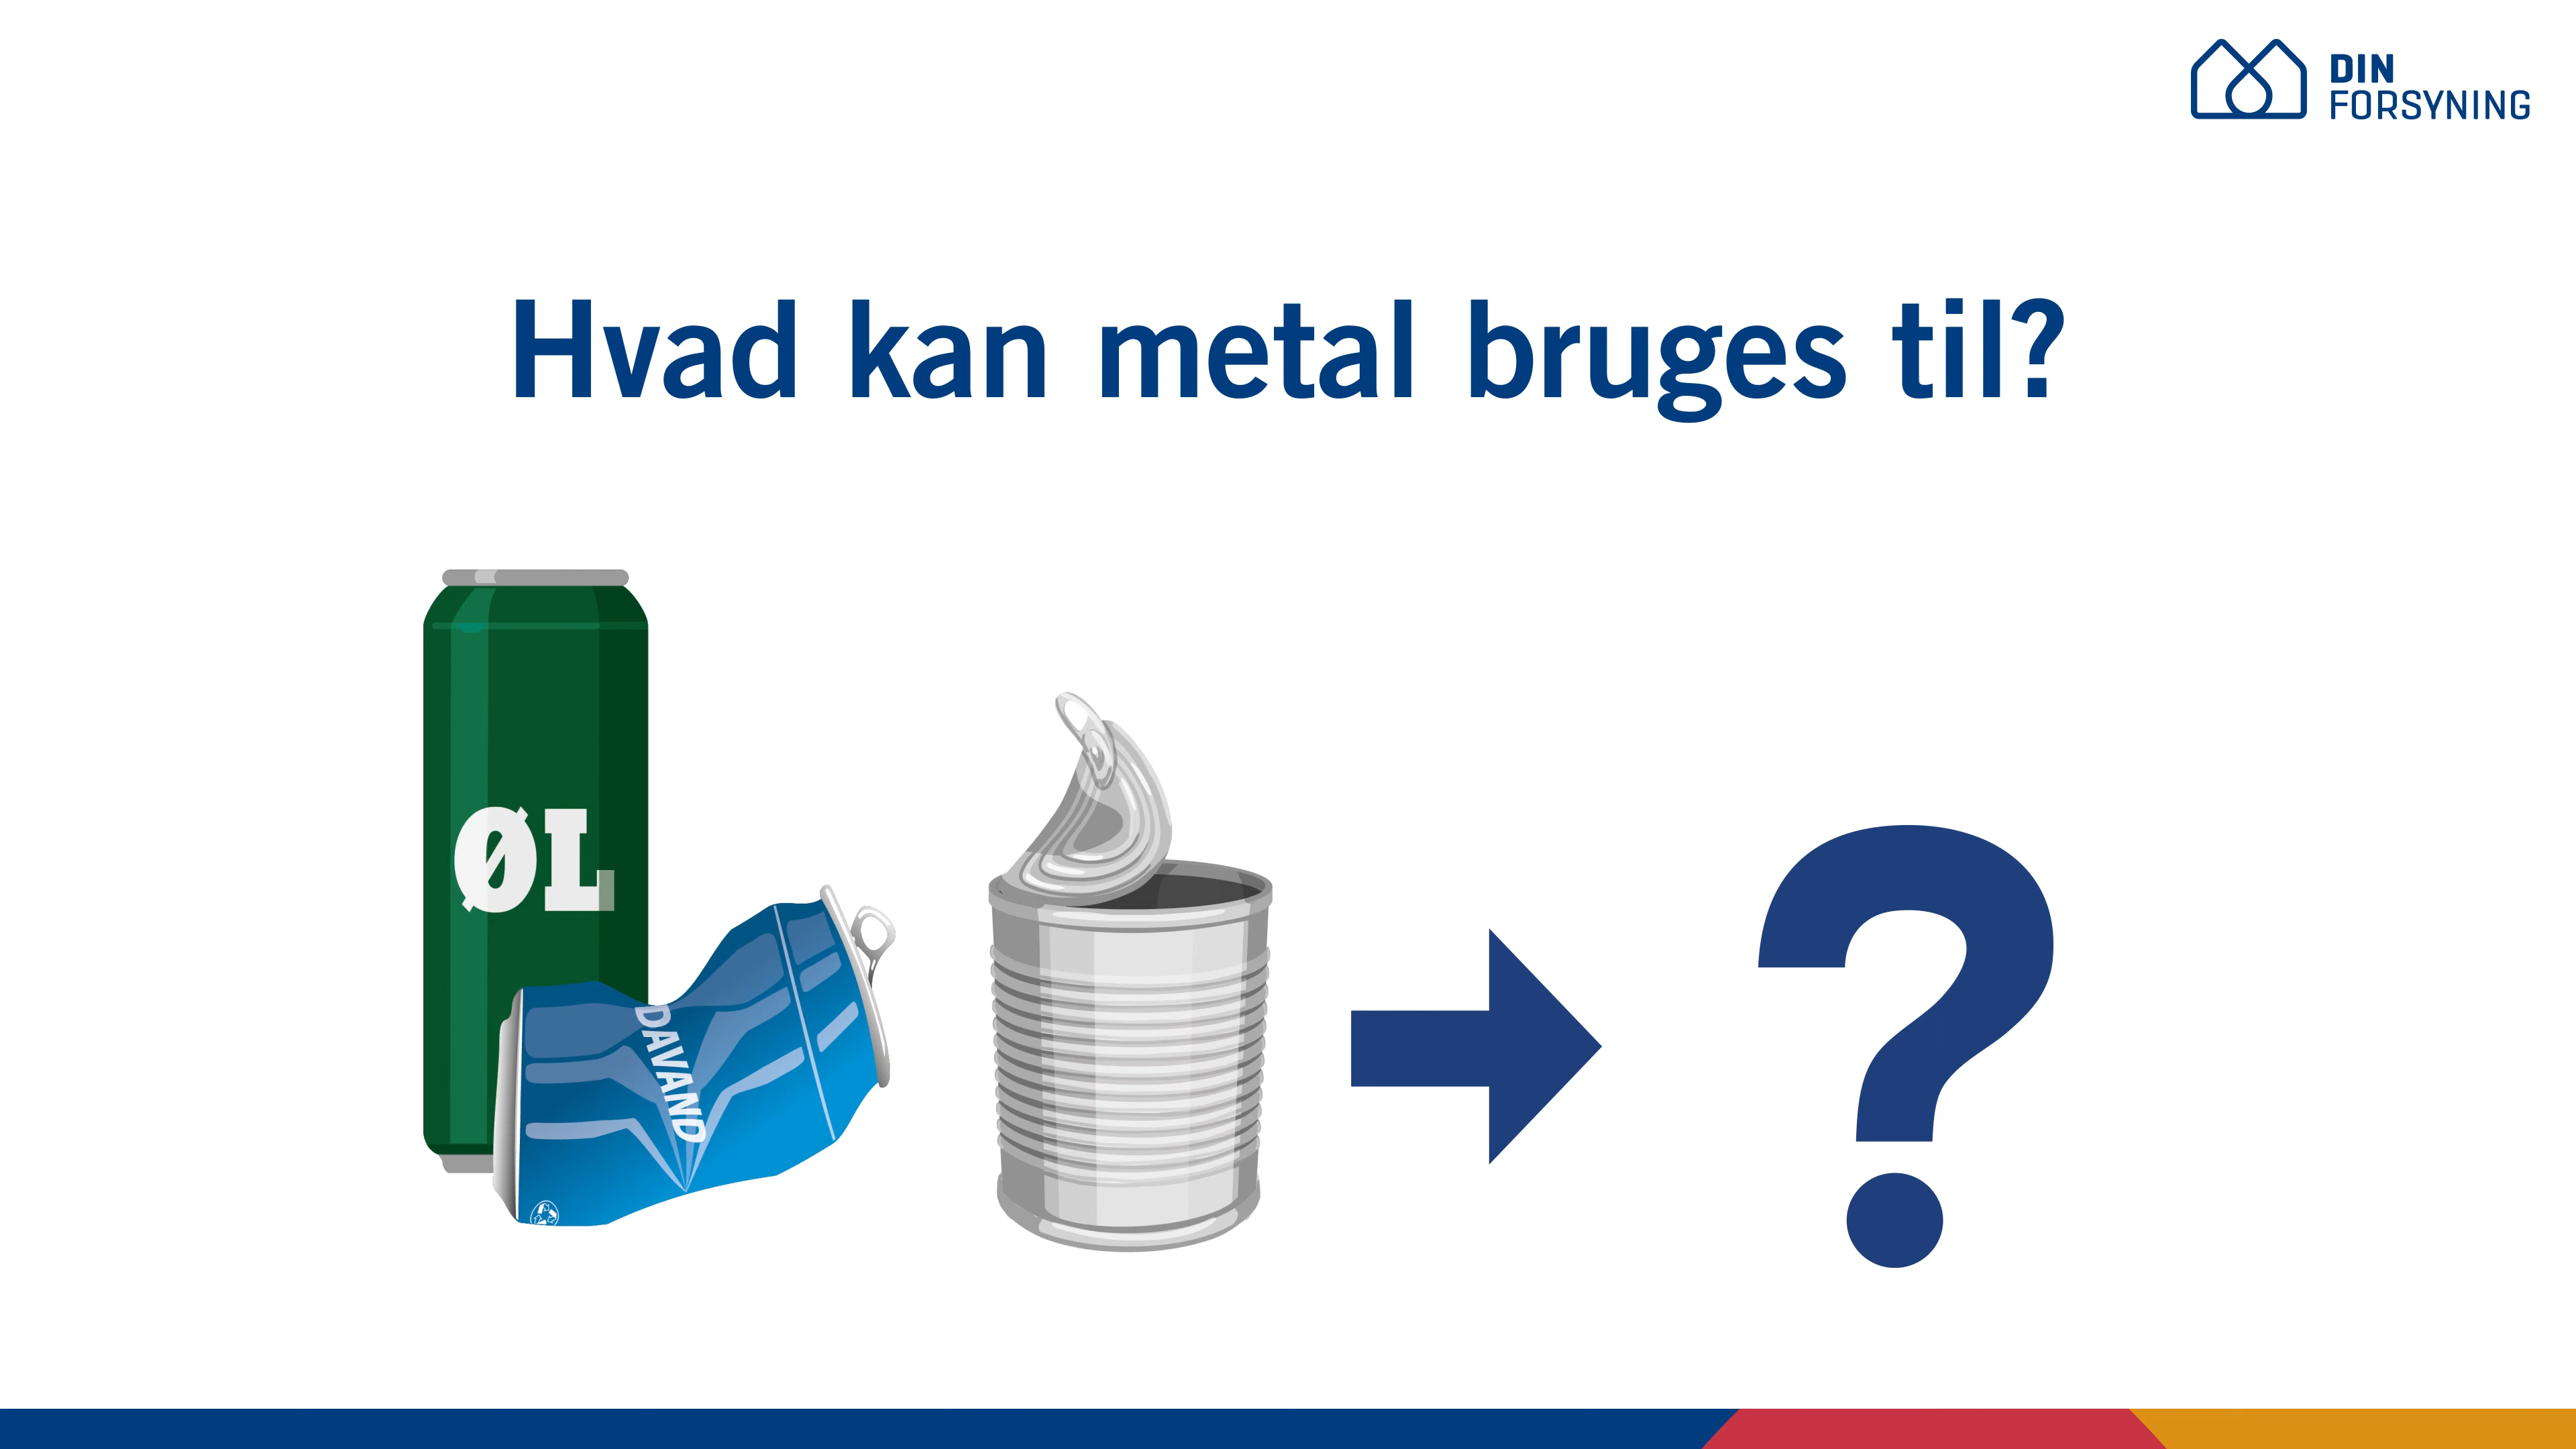 DIN
FORSYNING
Hvad kan metal bruges til?
ØL
DAVAND
?